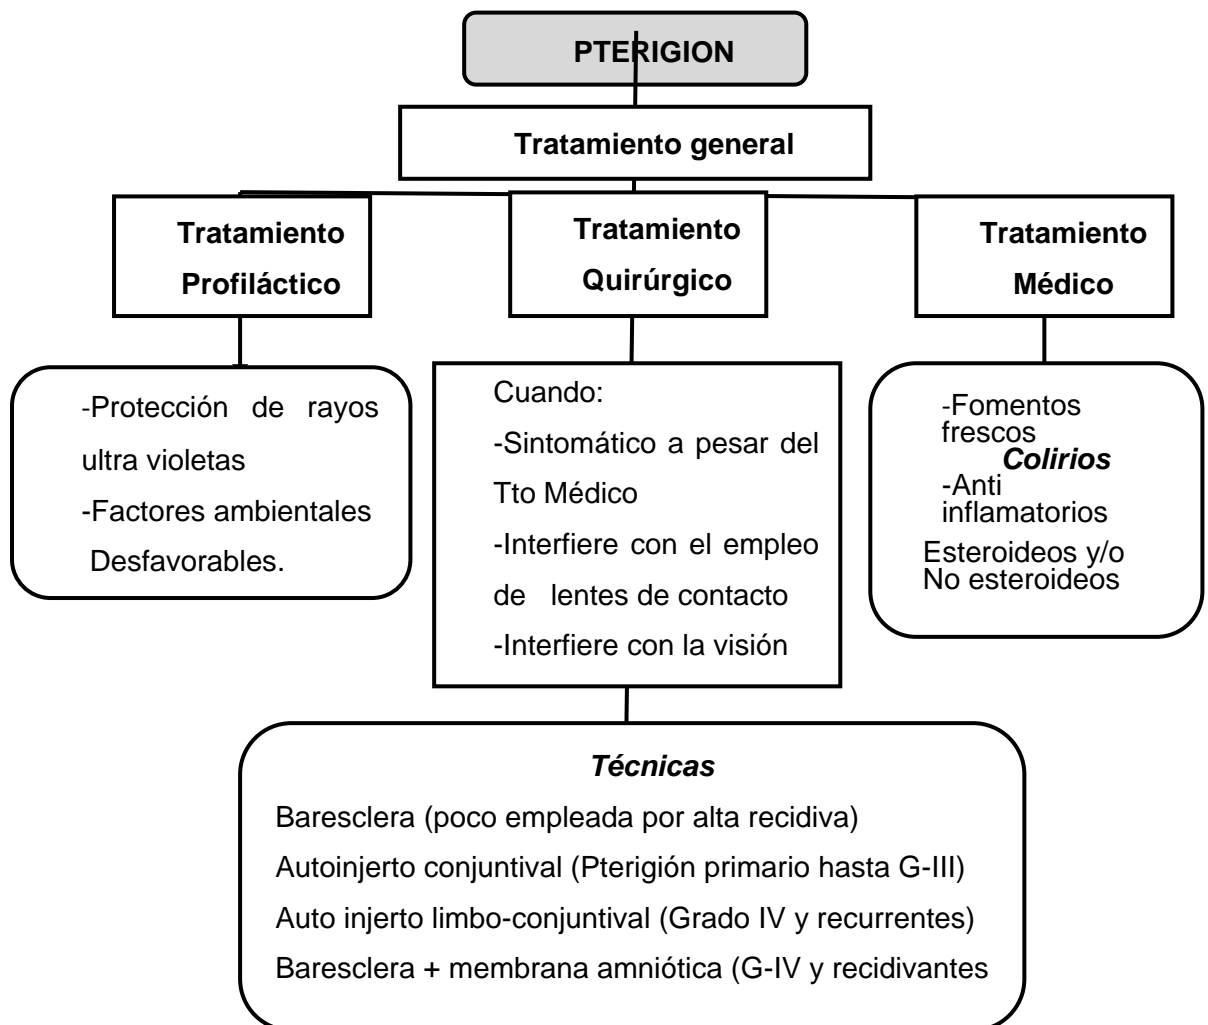 PTERIGION
Tratamiento general
Tratamiento
Profiláctico
-Protección de rayos
ultra violetas
-Factores ambientales
Desfavorables.
Tratamiento
Quirúrgico
Cuando:
-Sintomático a pesar del
Tto Médico
-Interfiere con el empleo
de lentes de contacto
-Interfiere con la visión
Tratamiento
Médico
-Fomentos
frescos
Colirios
-Anti
inflamatorios
Esteroideos y/o
No esteroideos
Técnicas
Baresclera (poco empleada por alta recidiva)
Autoinjerto conjuntival (Pterigión primario hasta G-III)
Auto injerto limbo-conjuntival (Grado IV y recurrentes)
Baresclera + membrana amniótica (G-IV y recidivantes